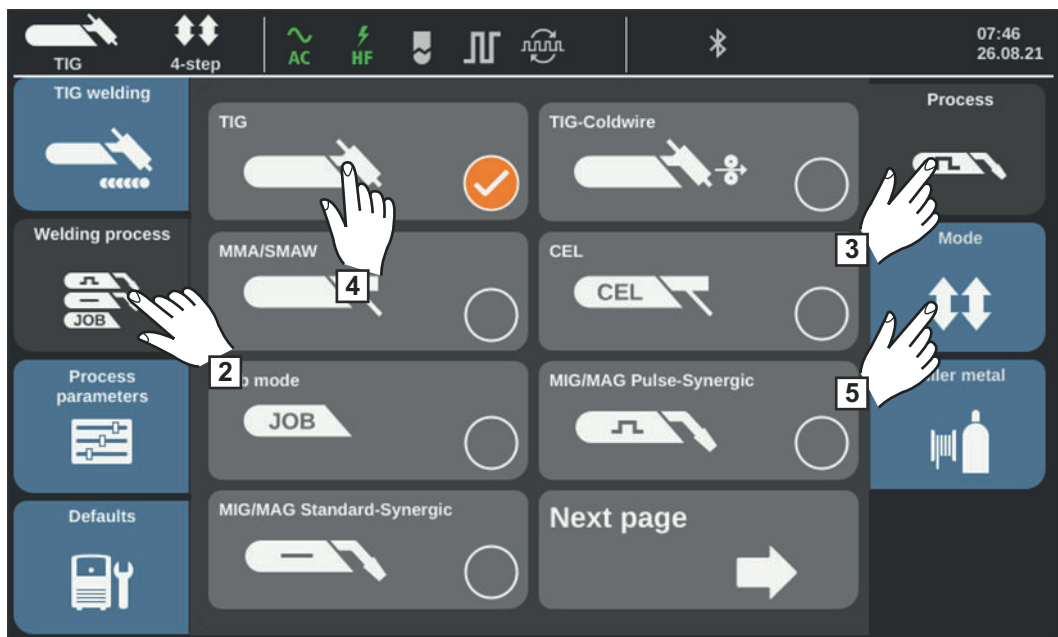 TIG
4-step
AC
HF
07:46
26.08.21
TIG welding
Welding process
JOB
2
Process
parameters
Defaults
TIG
4
TIG-Coldwire
MMA/SMAW
CEL
CEL
mode
JOB
MIG/MAG Pulse-Synergic
MIG/MAG Standard-Synergic
Next page
Process
3
Mode
5
metal